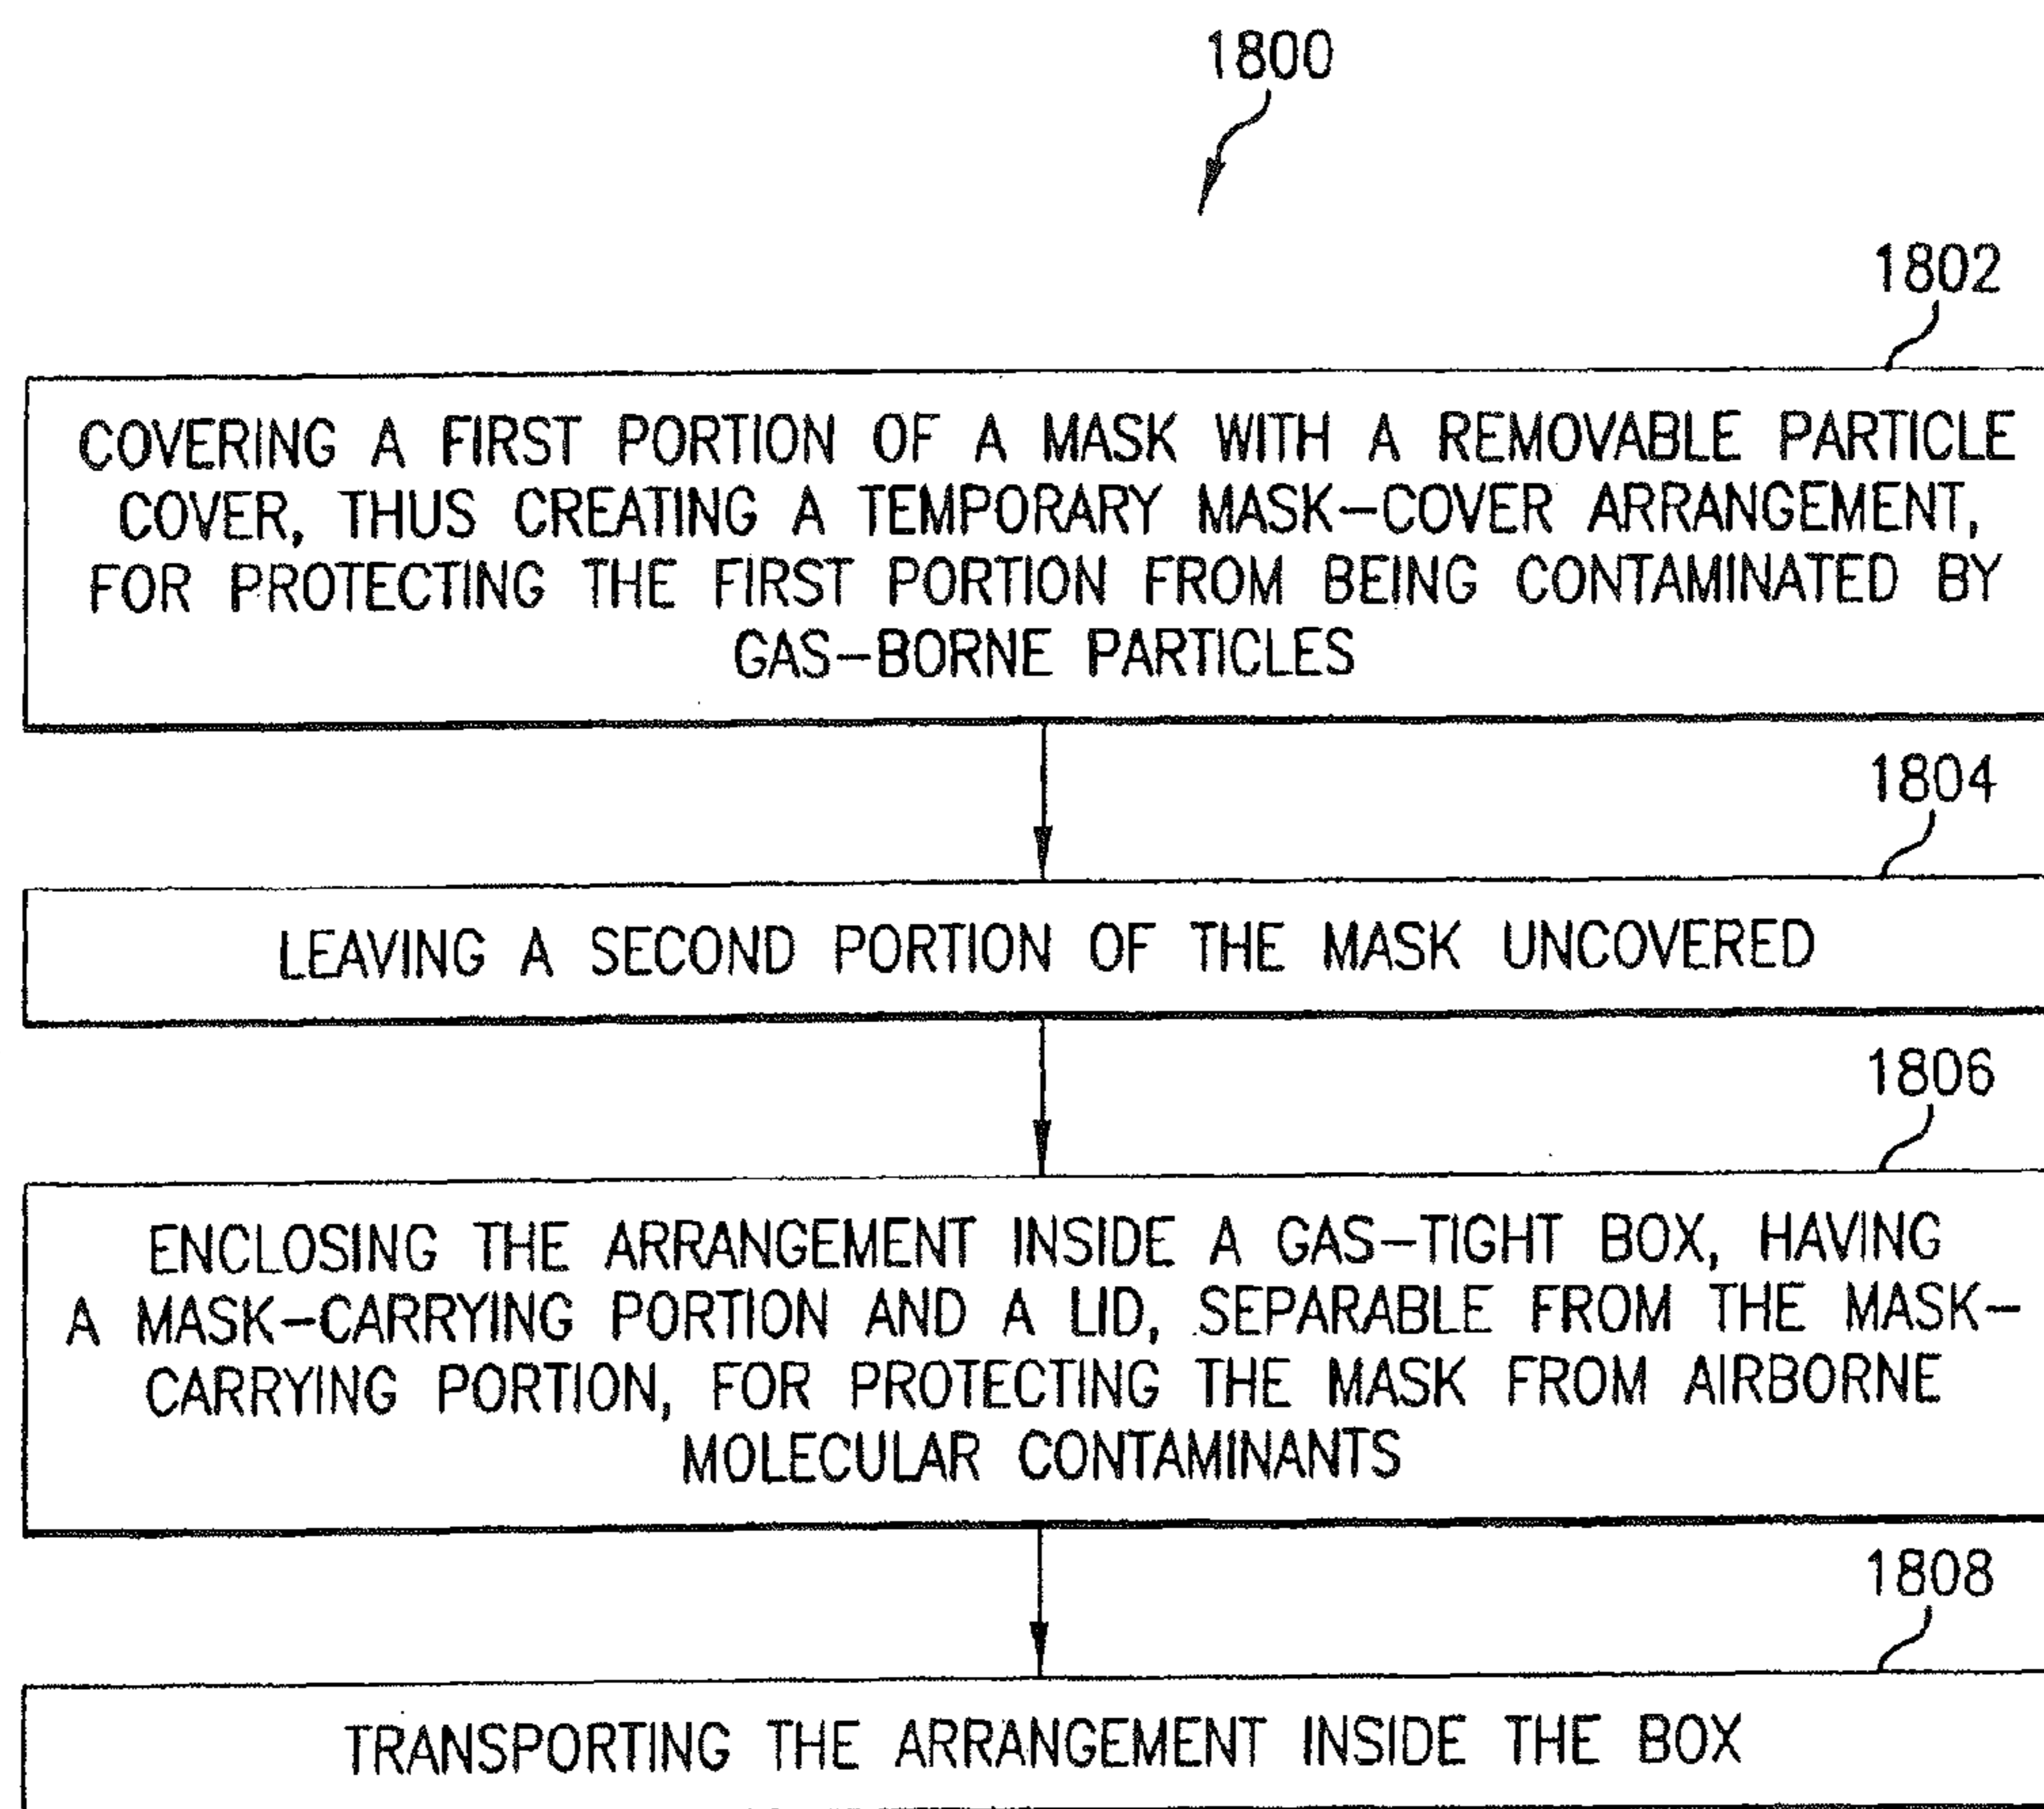 1800
1802
COVERING A FIRST PORTION OF A MASK WITH A REMOVABLE PARTICLE
COVER, THUS CREATING A TEMPORARY MASK–COVER ARRANGEMENT,
FOR PROTECTING THE FIRST PORTION FROM BEING CONTAMINATED BY
GAS–BORNE PARTICLES
1804
LEAVING A SECOND PORTION OF THE MASK UNCOVERED
1806
ENCLOSING THE ARRANGEMENT INSIDE A GAS–TIGHT BOX, HAVING
A MASK–CARRYING PORTION AND A LID, SEPARABLE FROM THE MASK–
CARRYING PORTION, FOR PROTECTING THE MASK FROM AIRBORNE
MOLECULAR CONTAMINANTS
1808
TRANSPORTING THE ARRANGEMENT INSIDE THE BOX